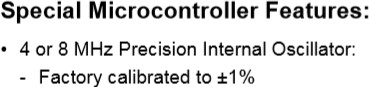 Special Microcontroller Features:
• 4 or 8 MHz Precision Internal Oscillator:
- Factory calibrated to ±1%